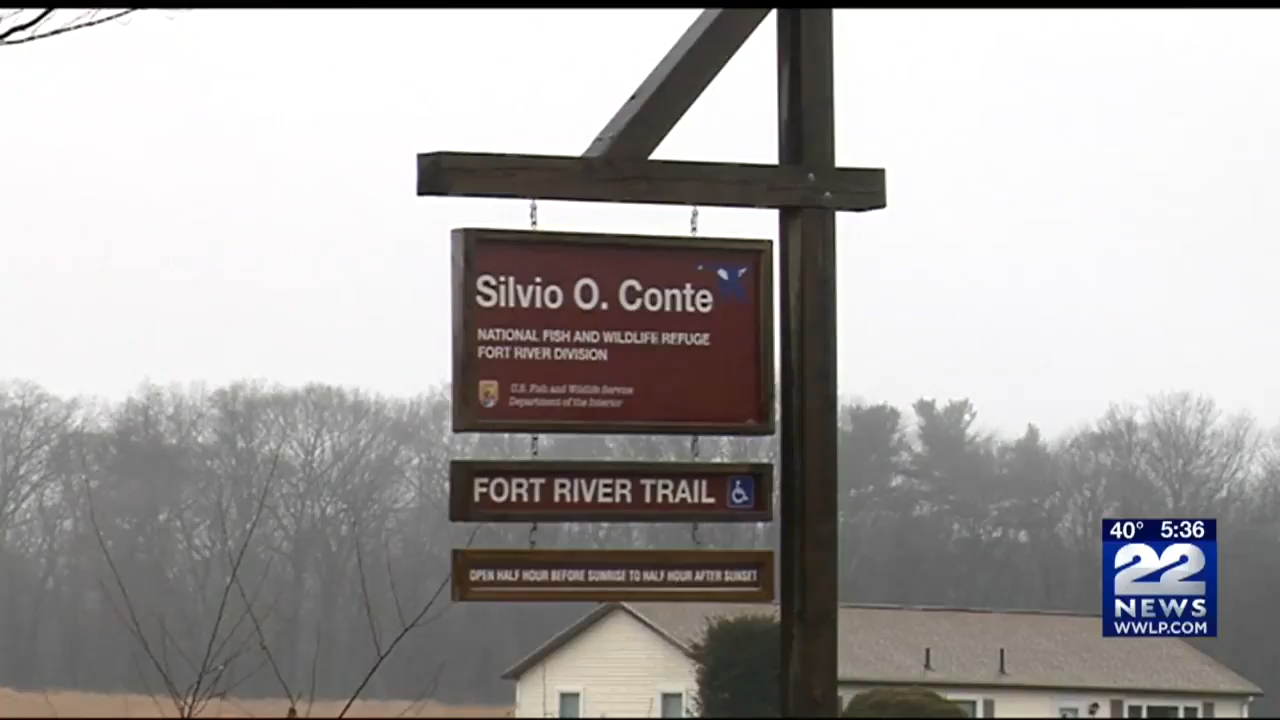 Silvio O. Conte
NATIONAL FISH AND WILDLIFE REFUGE
FORT RIVER DIVISION
U.S. Fish and Wildlife Service
Department of the Interior
FORT RIVER TRAIL
OPEN HALF HOUR BEFORE SUNRISE TO HALF HOUR AFTER SUNSET
40° 5:36
22
NEWS
WWLP.COM